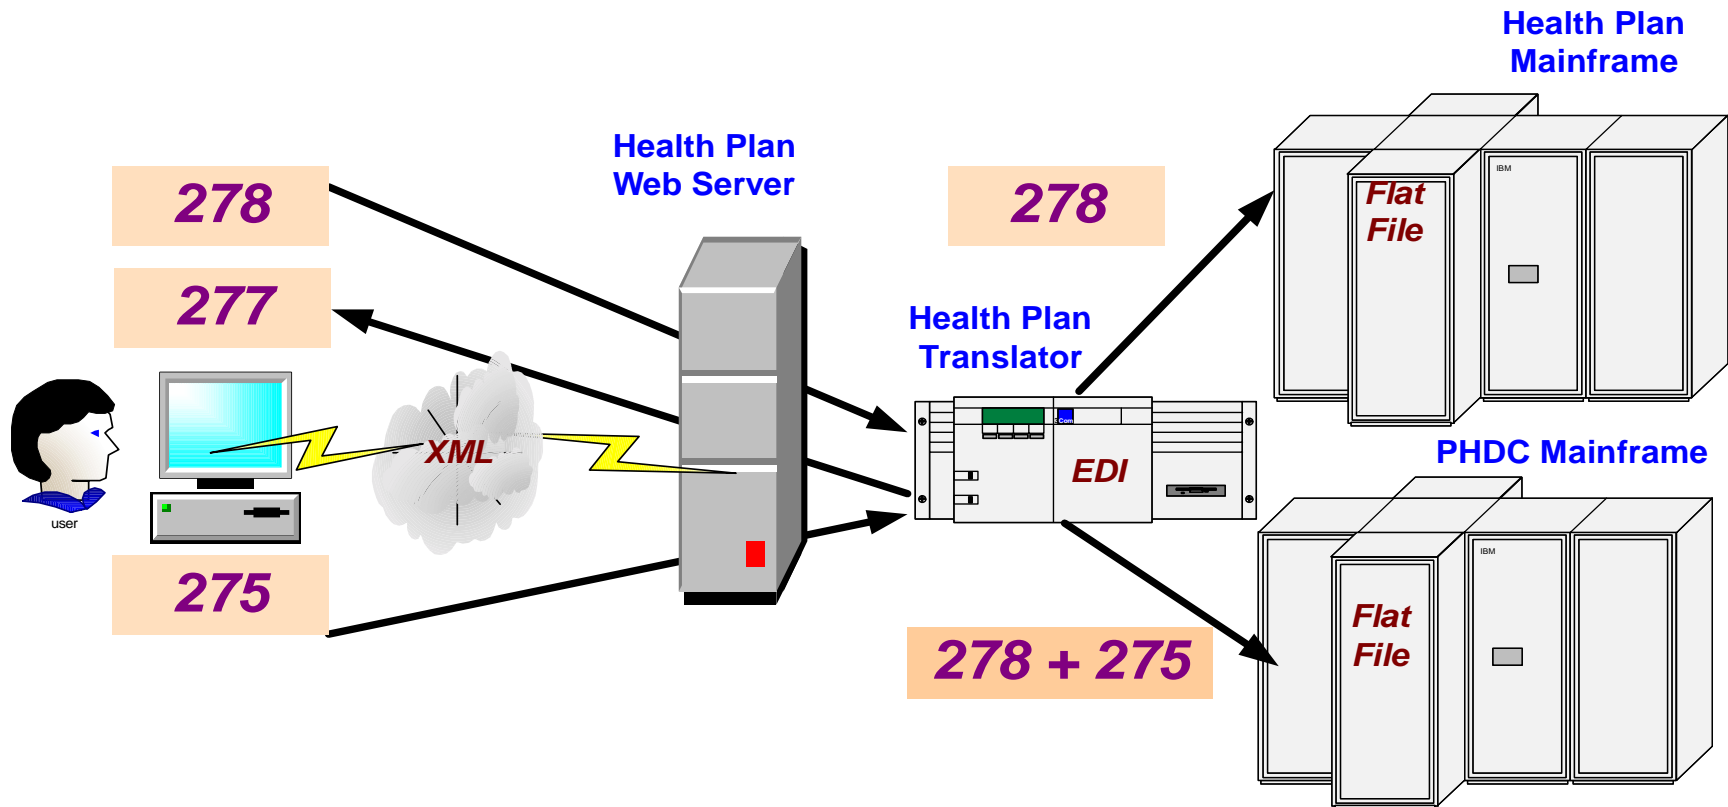 Health Plan
Mainframe
Health Plan
Web Server
278
278
IBM
Flat
File
277
Health Plan
Translator
Com
XML
EDI
PHDC Mainframe
user
IBM
275
Flat
File
278 + 275